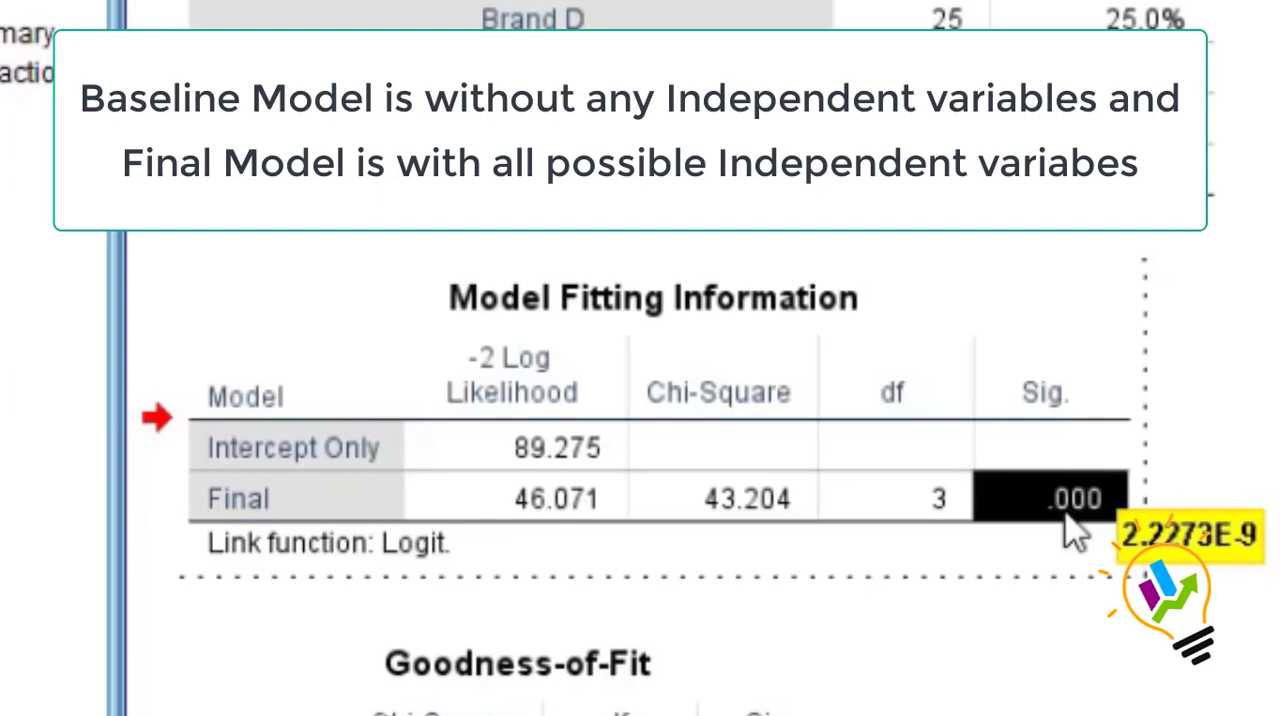 Brand D 25 25.0%
mary
actio
Baseline Model is without any Independent variables and
Final Model is with all possible Independent variabes
Model Fitting Information
-2 Log
Model Likelihood Chi-Square df Sig.
Intercept Only 89.275
Final 46.071 43.204 3 .000
2.2273E-9
Link function: Logit.
Goodness-of-Fit